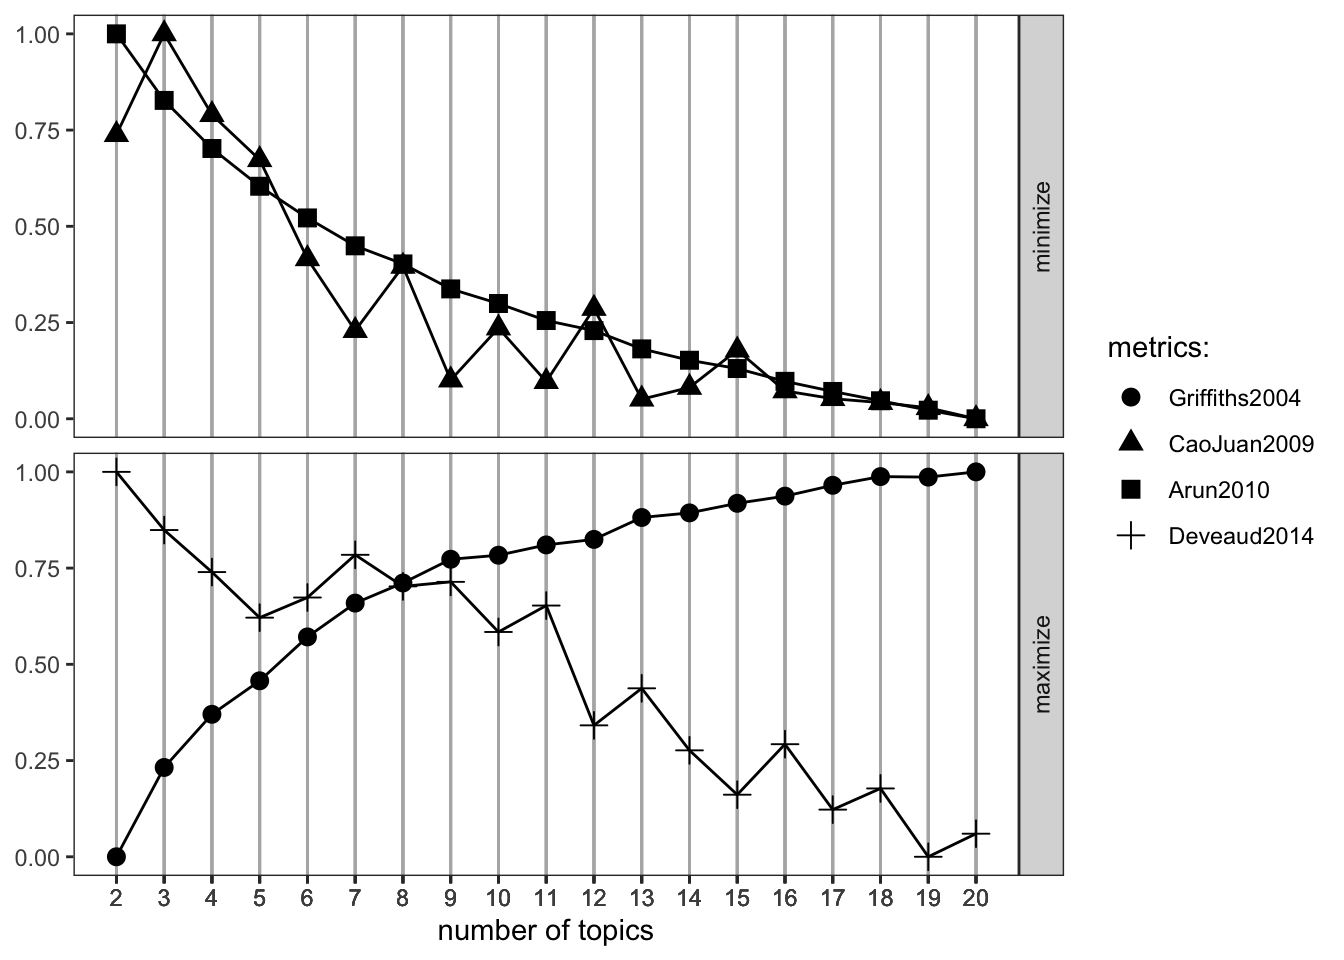 1.00
0.75
0.50
0.25
0.00
minimize
1.00
0.75
0.50
0.25
0.00
maximize
2 3 4 5 6 7 8 9 10 11 12 13 14 15 16 17 18 19 20
number of topics
metrics:
Griffiths2004
CaoJuan2009
Arun2010
Deveaud2014